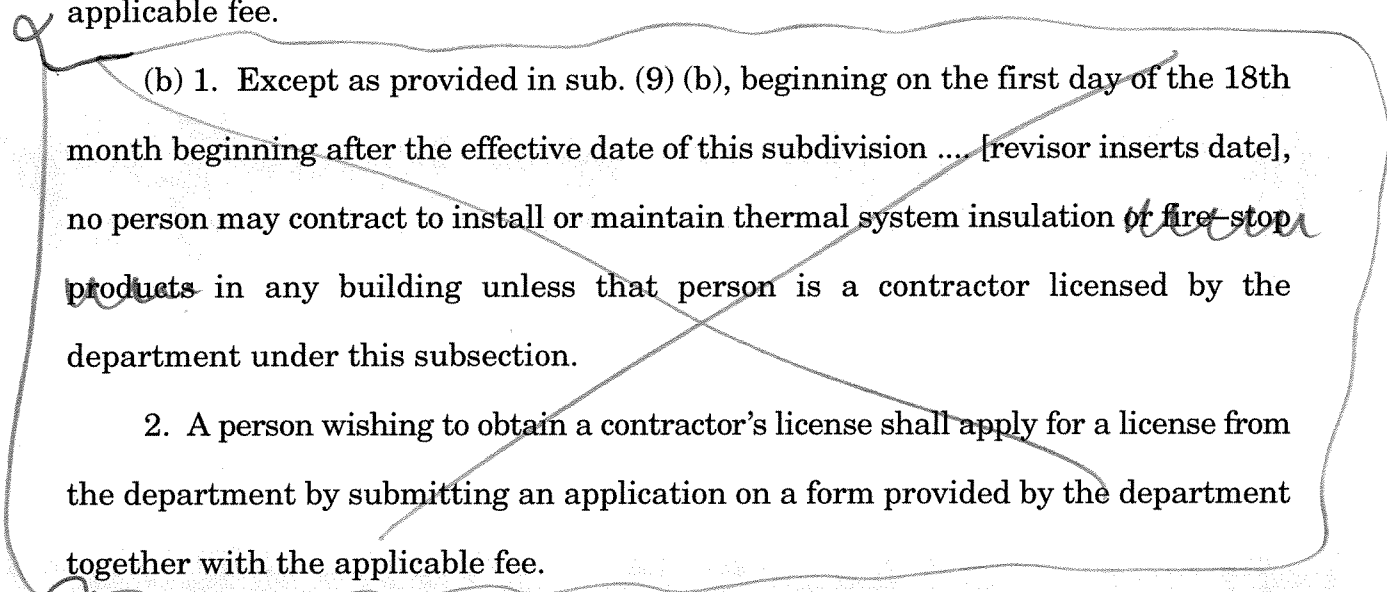 applicable fee.
(b) 1. Except as provided in sub. (9) (b), beginning on the first day of the 18th
month beginning after the effective date of this subdivision .... [revisor inserts date],
no person may contract to install or maintain thermal system insulation or fire–stop
products in any building unless that person is a contractor licensed by the
department under this subsection.
2. A person wishing to obtain a contractor's license shall apply for a license from
the department by submitting an application on a form provided by the department
together with the applicable fee.